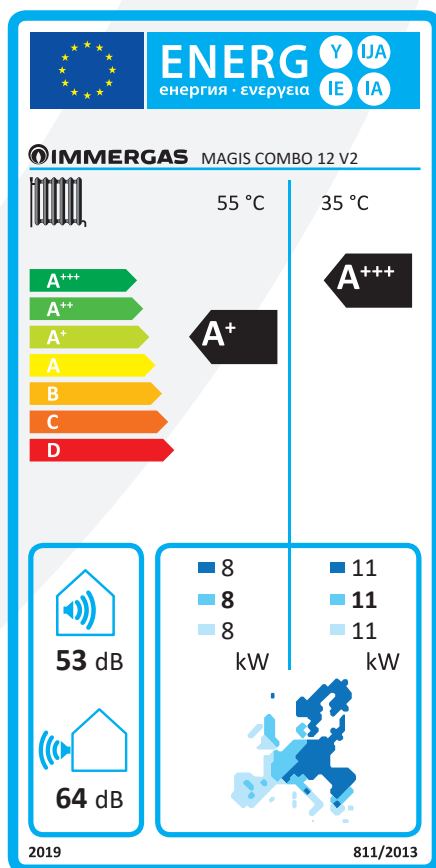 ENERG Y IJA
енергия · ενεργεια IE IA
IMMERGAS MAGIS COMBO 12 V2
55 °C 35 °C
A+++ A+++
A++
A+ A+
A
B
C
D
8 11
8 11
8 11
kW kW
53 dB
64 dB
2019 811/2013